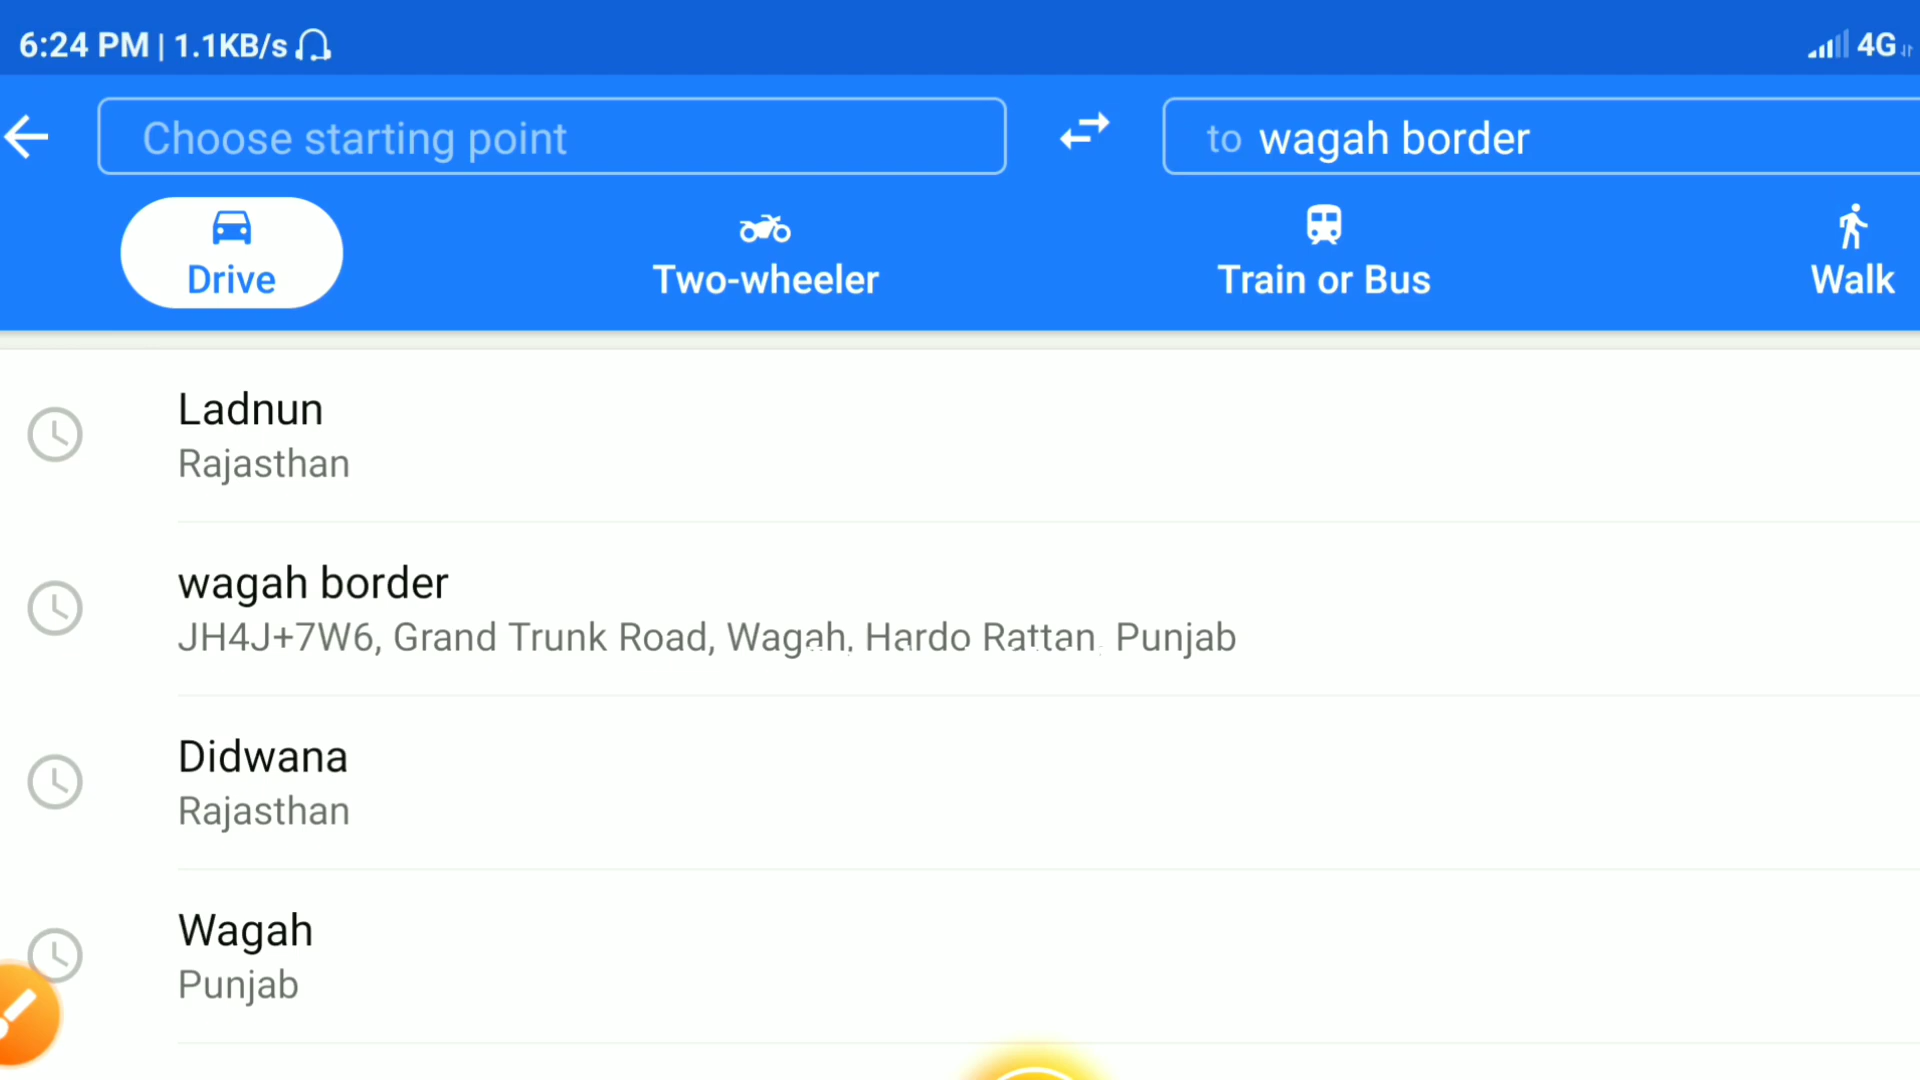 6:24 PM | 1.1KB/s
4G
Choose starting point
to wagah border
Drive
Two-wheeler
Train or Bus
Walk
Ladnun
Rajasthan
wagah border
JH4J+7W6, Grand Trunk Road, Wagah, Hardo Rattan, Punjab
Didwana
Rajasthan
Wagah
Punjab